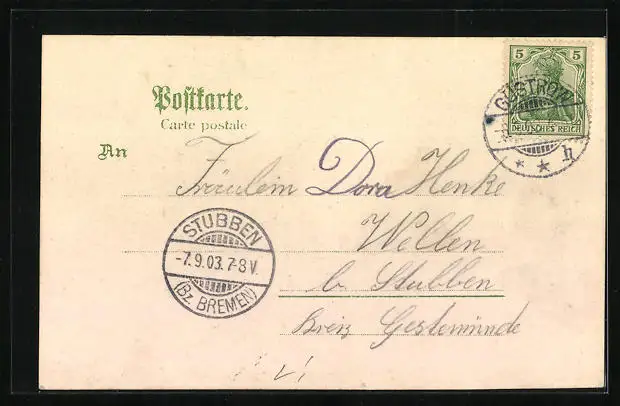 Postkarte.
Carte postale
An
5 5
DEUTSCHES REICH
GÜSTROW
* * h
Fräulein Dora Henke
Wellen
b. Stubben
Kreis Gestemünde
STUBBEN
-7.9.03.7-8V.
(Bz. BREMEN)